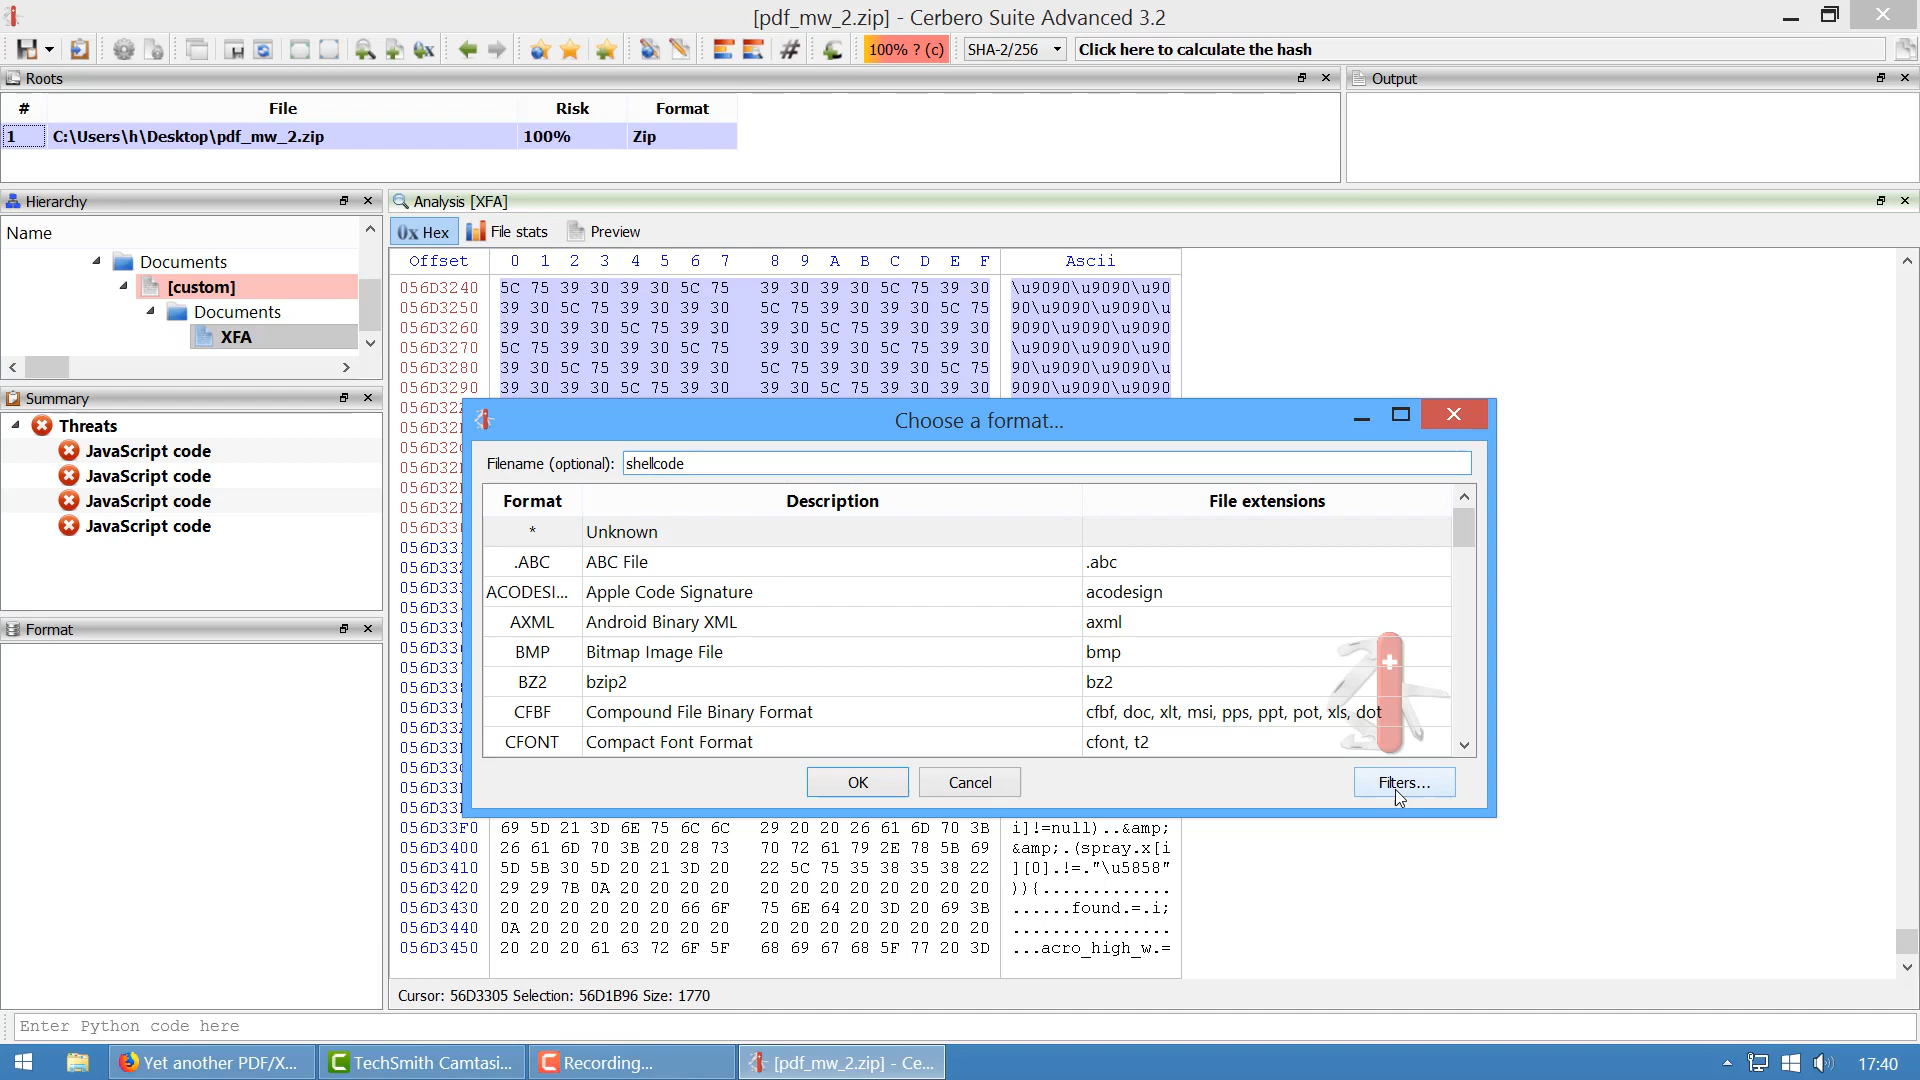 [pdf_mw_2.zip] - Cerbero Suite Advanced 3.2
100% ? (c) SHA-2/256 Click here to calculate the hash
Roots
Output
# File Risk Format
1 C:\Users\h\Desktop\pdf_mw_2.zip 100% Zip
Hierarchy
Analysis [XFA]
Name
Hex File stats Preview
Documents
[custom]
Documents
XFA
Summary
Threats
JavaScript code
JavaScript code
JavaScript code
JavaScript code
Format
Offset 0 1 2 3 4 5 6 7 8 9 A B C D E F Ascii
056D3240 5C 75 39 30 39 30 5C 75 39 30 39 30 5C 75 39 30 \u9090\u9090\u90
056D3250 39 30 5C 75 39 30 39 30 5C 75 39 30 39 30 5C 75 90\u9090\u9090\u
056D3260 39 30 39 30 5C 75 39 30 39 30 5C 75 39 30 39 30 9090\u9090\u9090
056D3270 5C 75 39 30 39 30 5C 75 39 30 39 30 5C 75 39 30 \u9090\u9090\u90
056D3280 39 30 5C 75 39 30 39 30 5C 75 39 30 39 30 5C 75 90\u9090\u9090\u
056D3290 39 30 39 30 5C 75 39 30 39 30 5C 75 39 30 39 30 9090\u9090\u9090
Choose a format...
Filename (optional): shellcode
Format Description File extensions
* Unknown
.ABC ABC File .abc
ACODESI... Apple Code Signature acodesign
AXML Android Binary XML axml
BMP Bitmap Image File bmp
BZ2 bzip2 bz2
CFBF Compound File Binary Format cfbf, doc, xlt, msi, pps, ppt, pot, xls, dot
CFONT Compact Font Format cfont, t2
OK Cancel Filters...
056D33F0 69 5D 21 3D 6E 75 6C 6C 29 20 20 26 61 6D 70 3B i]!=null)..&amp;
056D3400 26 61 6D 70 3B 20 28 73 70 72 61 79 2E 78 5B 69 &amp;.(spray.x[i
056D3410 5D 5B 30 5D 20 21 3D 20 22 5C 75 35 38 35 38 22 ][0].!=."\u5858"
056D3420 29 29 7B 0A 20 20 20 20 20 20 20 20 20 20 20 20 )){.............
056D3430 20 20 20 20 20 20 66 6F 75 6E 64 20 3D 20 69 3B ......found.=.i;
056D3440 0A 20 20 20 20 20 20 20 20 20 20 20 20 20 20 20 ................
056D3450 20 20 20 61 63 72 6F 5F 68 69 67 68 5F 77 20 3D ...acro_high_w.=
Cursor: 56D3305 Selection: 56D1B96 Size: 1770
Enter Python code here
Yet another PDF/X... TechSmith Camtasi... Recording... [pdf_mw_2.zip] - Ce... 17:40